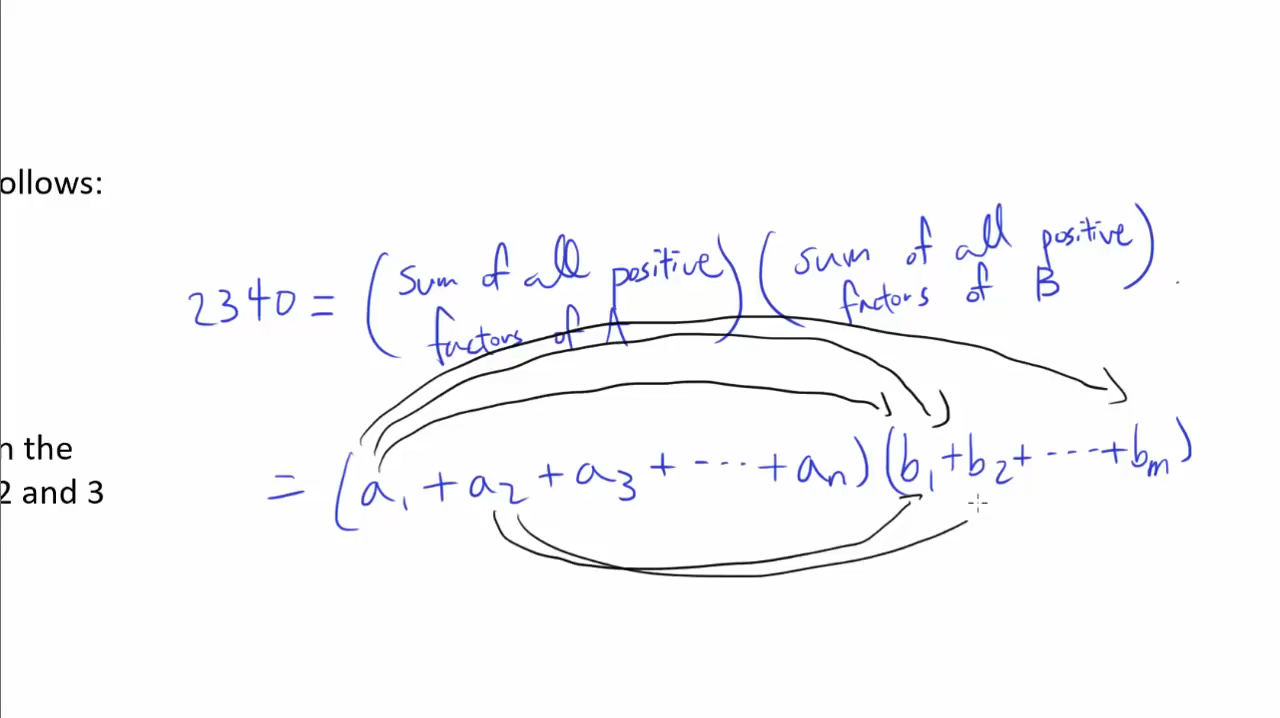 ollows:
2340 = (sum of all positive factors of A)(sum of all positive factors of B)
n the
2 and 3
= (a₁ + a₂ + a₃ + ··· + aₙ)(b₁ + b₂ + ··· + bₘ)